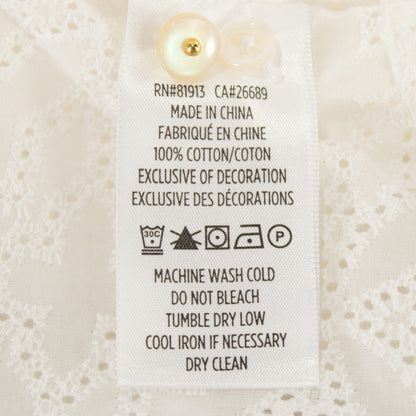 RN#81913 CA#26689
MADE IN CHINA
FABRIQUÉ EN CHINE
100% COTTON/COTON
EXCLUSIVE OF DECORATION
EXCLUSIVE DES DÉCORATIONS
30C P
MACHINE WASH COLD
DO NOT BLEACH
TUMBLE DRY LOW
COOL IRON IF NECESSARY
DRY CLEAN